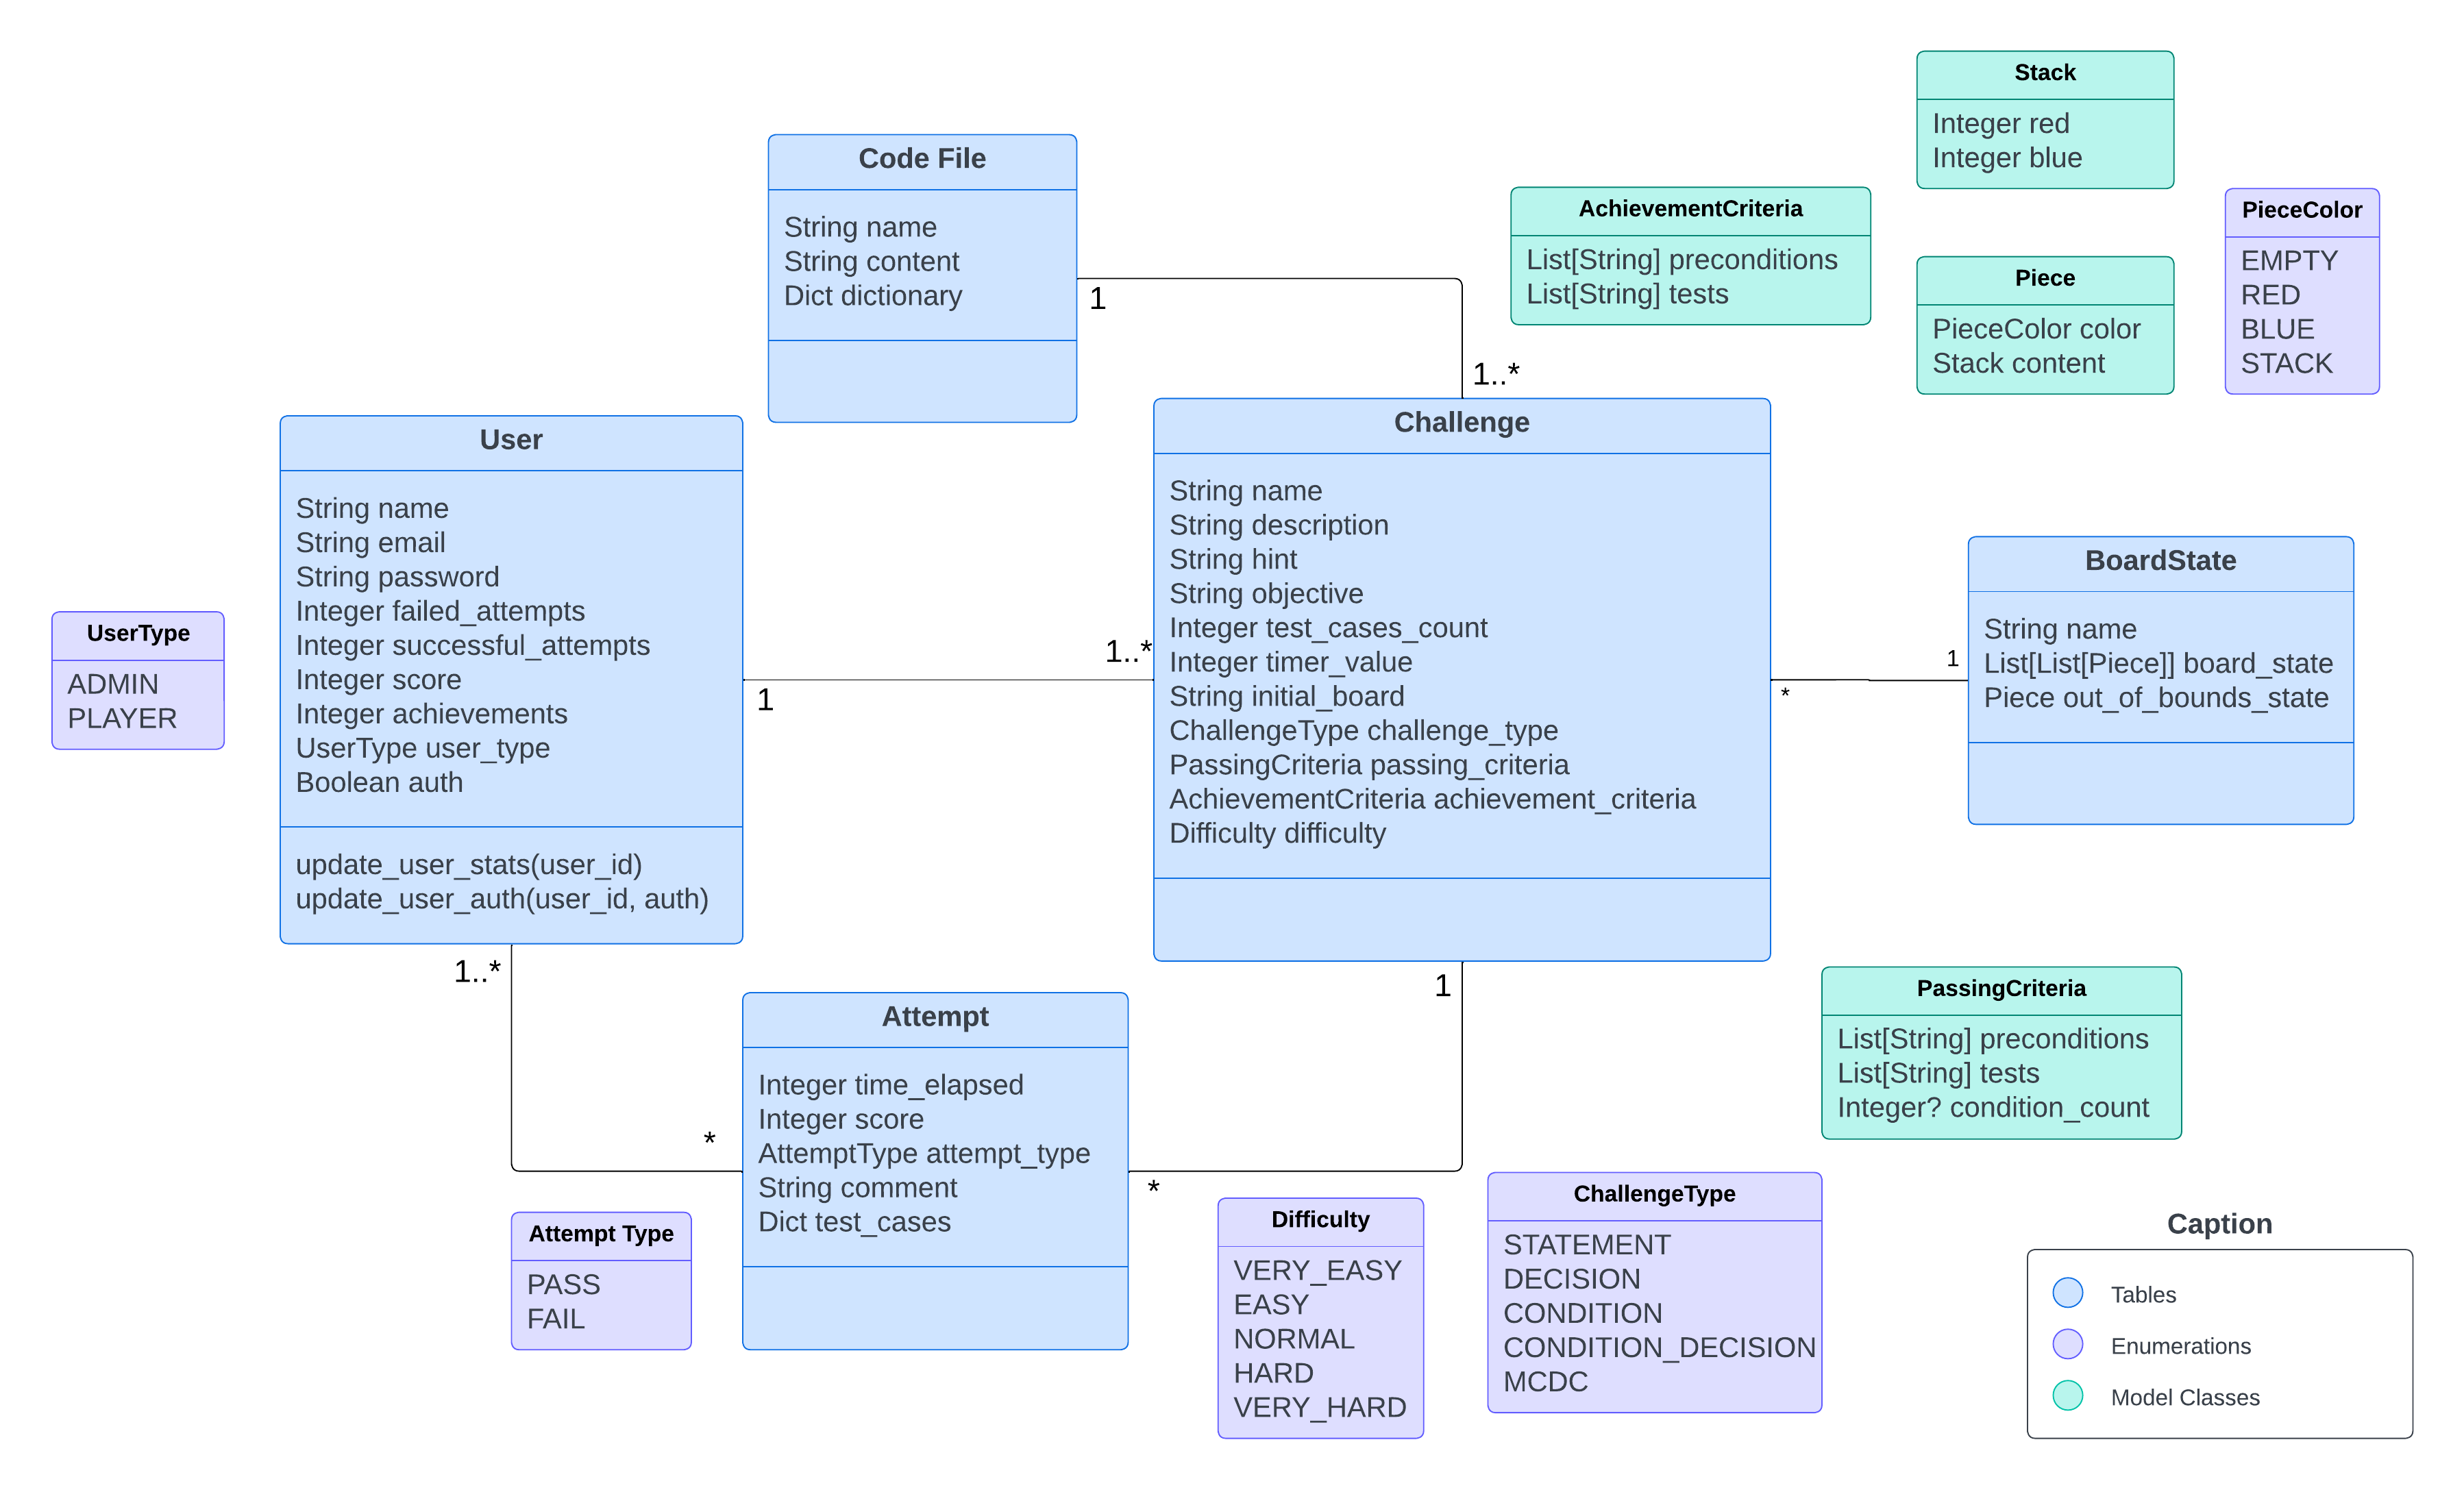 Stack
Integer red
Integer blue
Code File
String name
String content
Dict dictionary
1
AchievementCriteria
List[String] preconditions
List[String] tests
PieceColor
EMPTY
RED
BLUE
STACK
Piece
PieceColor color
Stack content
1..*
User
String name
String email
String password
Integer failed_attempts
Integer successful_attempts
Integer score
Integer achievements
UserType user_type
Boolean auth
update_user_stats(user_id)
update_user_auth(user_id, auth)
Challenge
String name
String description
String hint
String objective
Integer test_cases_count
Integer timer_value
String initial_board
ChallengeType challenge_type
PassingCriteria passing_criteria
AchievementCriteria achievement_criteria
Difficulty difficulty
BoardState
String name
List[List[Piece]] board_state
Piece out_of_bounds_state
UserType
ADMIN
PLAYER
1..*
1
1
*
1..*
1
Attempt
Integer time_elapsed
Integer score
AttemptType attempt_type
String comment
Dict test_cases
PassingCriteria
List[String] preconditions
List[String] tests
Integer? condition_count
*
*
Attempt Type
PASS
FAIL
Difficulty
VERY_EASY
EASY
NORMAL
HARD
VERY_HARD
ChallengeType
STATEMENT
DECISION
CONDITION
CONDITION_DECISION
MCDC
Caption
Tables
Enumerations
Model Classes